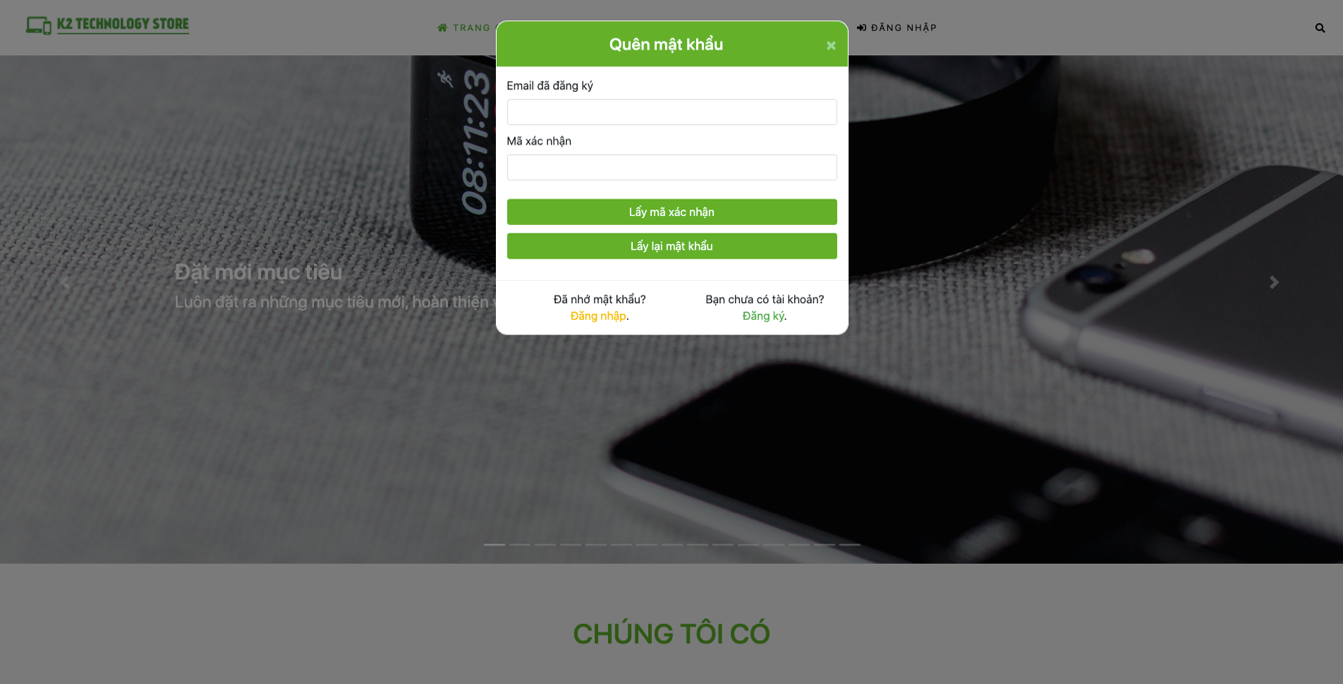 K2 TECHNOLOGY STORE
TRANG
ĐĂNG NHẬP
Quên mật khẩu
×
Email đã đăng ký
Mã xác nhận
Lấy mã xác nhận
Lấy lại mật khẩu
Đã nhớ mật khẩu?
Đăng nhập.
Bạn chưa có tài khoản?
Đăng ký.
08:11:23
Đặt mới mục tiêu
Luôn đặt ra những mục tiêu mới, hoàn thiện
CHÚNG TÔI CÓ